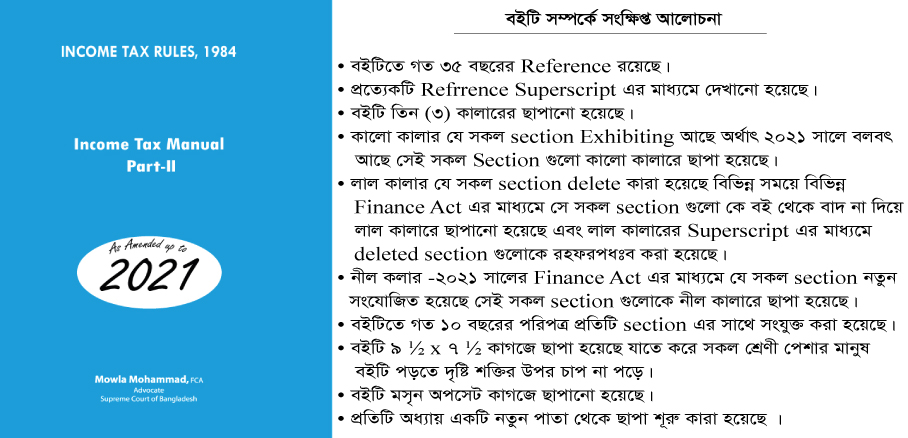 INCOME TAX RULES, 1984
Income Tax Manual
Part-II
As Amended up to
2021
Mowla Mohammad, FCA
Advocate
Supreme Court of Bangladesh
বইটি সম্পর্কে সংক্ষিপ্ত আলোচনা
• বইটিতে গত ৩৫ বছরের Reference রয়েছে।
• প্রত্যেকটি Refrrence Superscript এর মাধ্যমে দেখানো হয়েছে।
• বইটি তিন (৩) কালারের ছাপানো হয়েছে।
• কালো কালার যে সকল section Exhibiting আছে অর্থাৎ ২০২১ সালে বলবৎ
আছে সেই সকল Section গুলো কালো কালারে ছাপা হয়েছে।
• লাল কালার যে সকল section delete কারা হয়েছে বিভিন্ন সময়ে বিভিন্ন
Finance Act এর মাধ্যমে সে সকল section গুলো কে বই থেকে বাদ না দিয়ে
লাল কালারে ছাপানো হয়েছে এবং লাল কালারের Superscript এর মাধ্যমে
deleted section গুলোকে রহফরপধঃব করা হয়েছে।
• নীল কলার -২০২১ সালের Finance Act এর মাধ্যমে যে সকল section নতুন
সংযোজিত হয়েছে সেই সকল section গুলোকে নীল কালারে ছাপা হয়েছে।
• বইটিতে গত ১০ বছরের পরিপত্র প্রতিটি section এর সাথে সংযুক্ত করা হয়েছে।
• বইটি ৯ ½ x ৭ ½ কাগজে ছাপা হয়েছে যাতে করে সকল শ্রেণী পেশার মানুষ
বইটি পড়তে দৃষ্টি শক্তির উপর চাপ না পড়ে।
• বইটি মসৃন অপসেট কাগজে ছাপানো হয়েছে।
• প্রতিটি অধ্যায় একটি নতুন পাতা থেকে ছাপা শূরু কারা হয়েছে ।